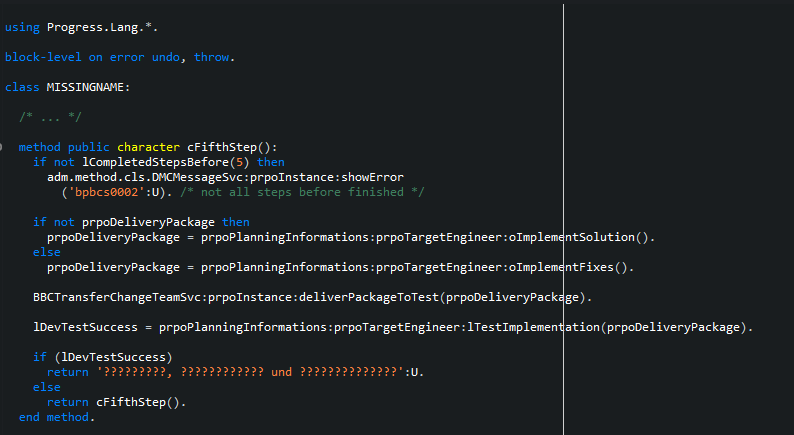 using Progress.Lang.*.
block-level on error undo, throw.
class MISSINGNAME:
/* ... */
method public character cFifthStep():
if not lCompletedStepsBefore(5) then
adm.method.cls.DMCMessageSvc:prpoInstance:showError
('bpbcs0002':U). /* not all steps before finished */
if not prpoDeliveryPackage then
prpoDeliveryPackage = prpoPlanningInformations:prpoTargetEngineer:oImplementSolution().
else
prpoDeliveryPackage = prpoPlanningInformations:prpoTargetEngineer:oImplementFixes().
BBCTransferChangeTeamSvc:prpoInstance:deliverPackageToTest(prpoDeliveryPackage).
lDevTestSuccess = prpoPlanningInformations:prpoTargetEngineer:lTestImplementation(prpoDeliveryPackage).
if (lDevTestSuccess)
return '?????????, ???????????? und ??????????????':U.
else
return cFifthStep().
end method.